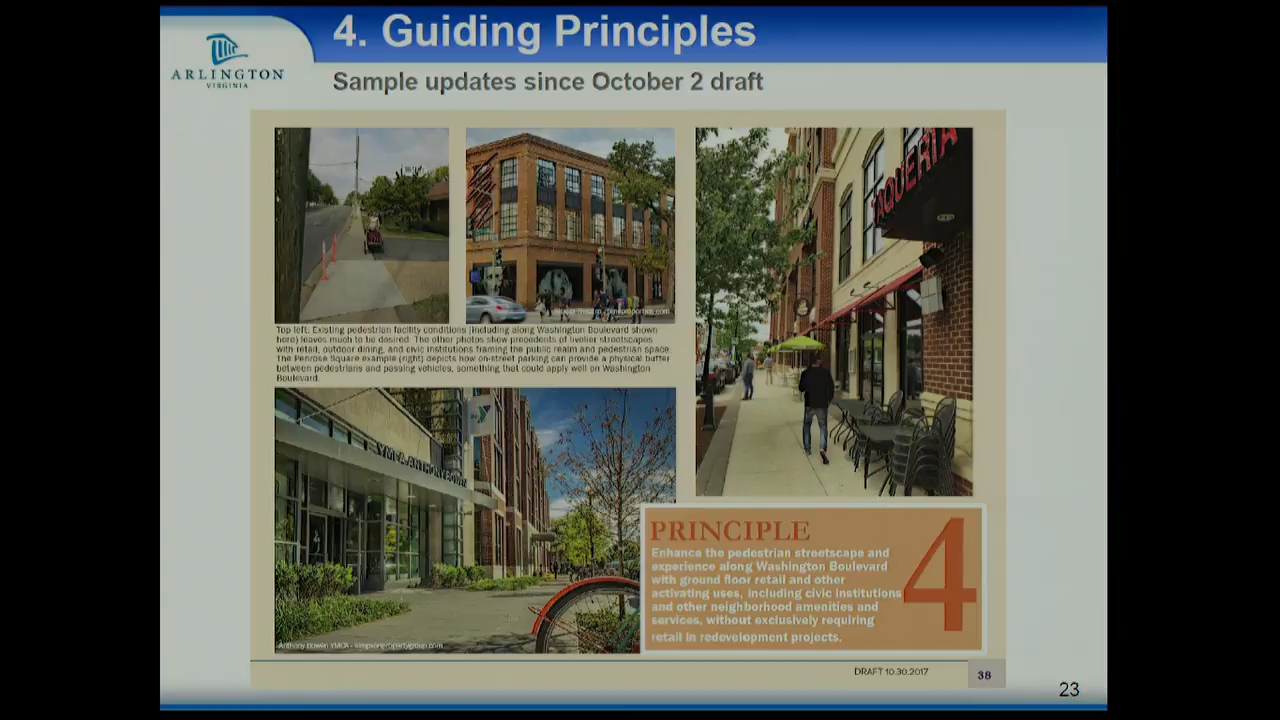 4. Guiding Principles
ARLINGTON
VIRGINIA
Sample updates since October 2 draft
TAQUERIA
Top left: Existing pedestrian facility conditions (including along Washington Boulevard shown
here) leaves much to be desired. The other photos show precedents of livelier streetscapes
with retail, outdoor dining, and civic institutions framing the public realm and pedestrian space.
The Penrose Square example (right) depicts how on-street parking can provide a physical buffer
between pedestrians and passing vehicles, something that could apply well on Washington
Boulevard.
YMCA ANTHONY BOWEN
Anthony Bowen YMCA - simpsonpropertygroup.com
PRINCIPLE
4
Enhance the pedestrian streetscape and
experience along Washington Boulevard
with ground floor retail and other
activating uses, including civic institutions
and other neighborhood amenities and
services, without exclusively requiring
retail in redevelopment projects.
DRAFT 10.30.2017
38
23